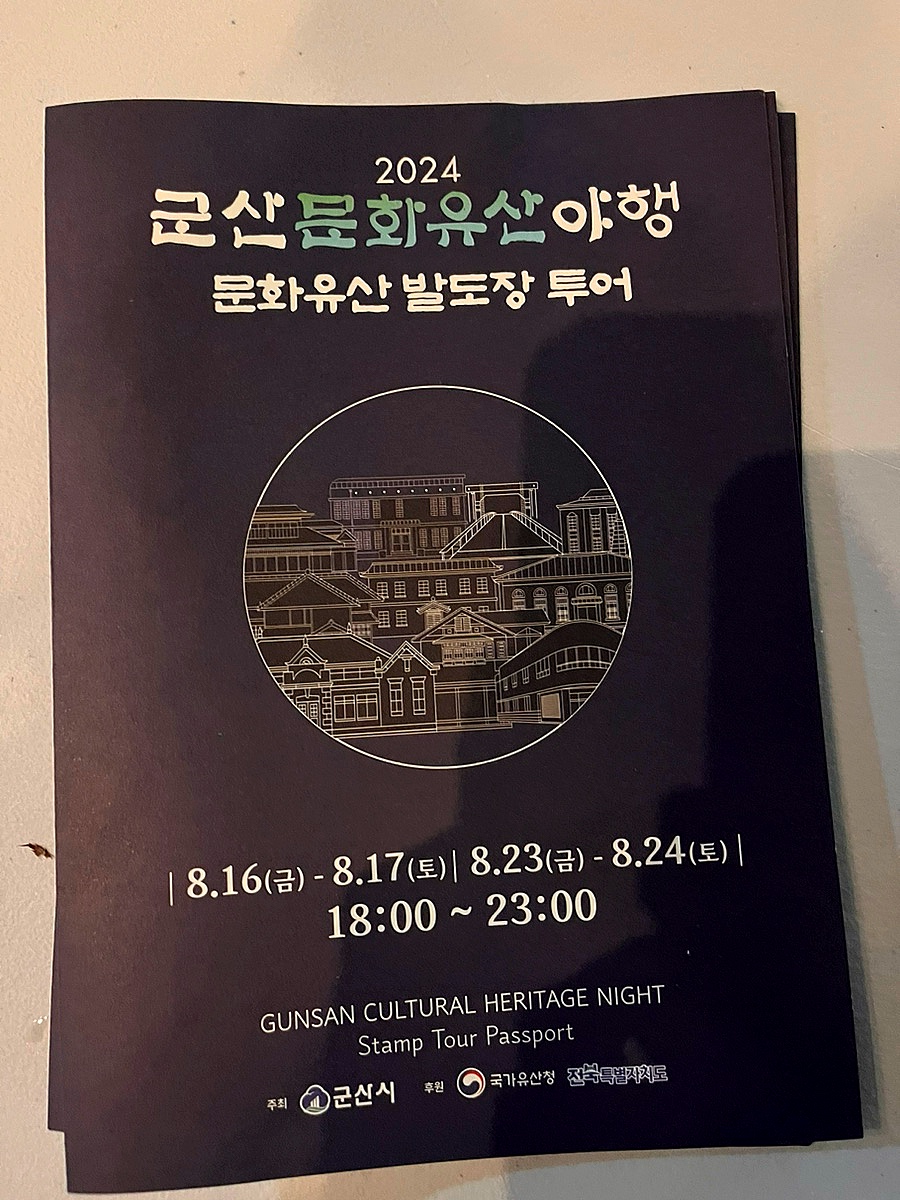 2024
군산문화유산야행
문화유산 발도장 투어
| 8.16(금) - 8.17(토) | 8.23(금) - 8.24(토) |
18:00 ~ 23:00
GUNSAN CULTURAL HERITAGE NIGHT
Stamp Tour Passport
주최 군산시 후원 국가유산청 전북특별자치도